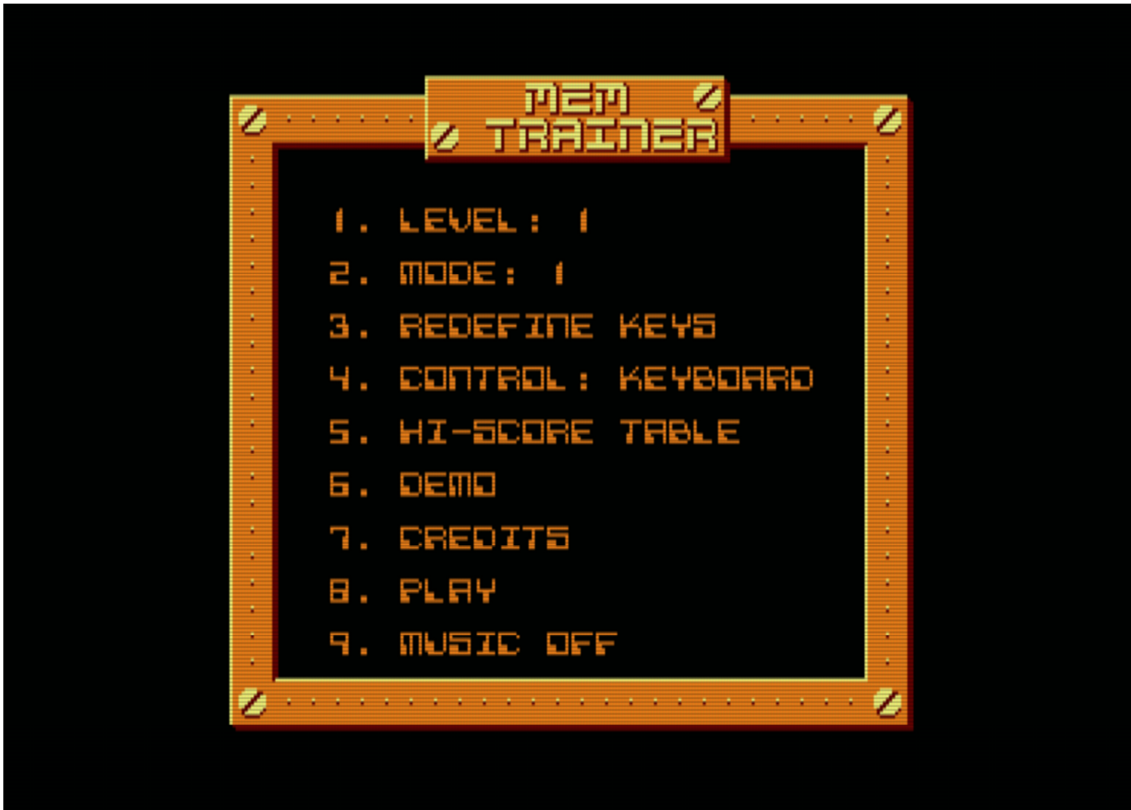 MEM
TRAINER
1. LEVEL: 1
2. MODE: 1
3. REDEFINE KEYS
4. CONTROL: KEYBOARD
5. HI-SCORE TABLE
6. DEMO
7. CREDITS
8. PLAY
9. MUSIC OFF